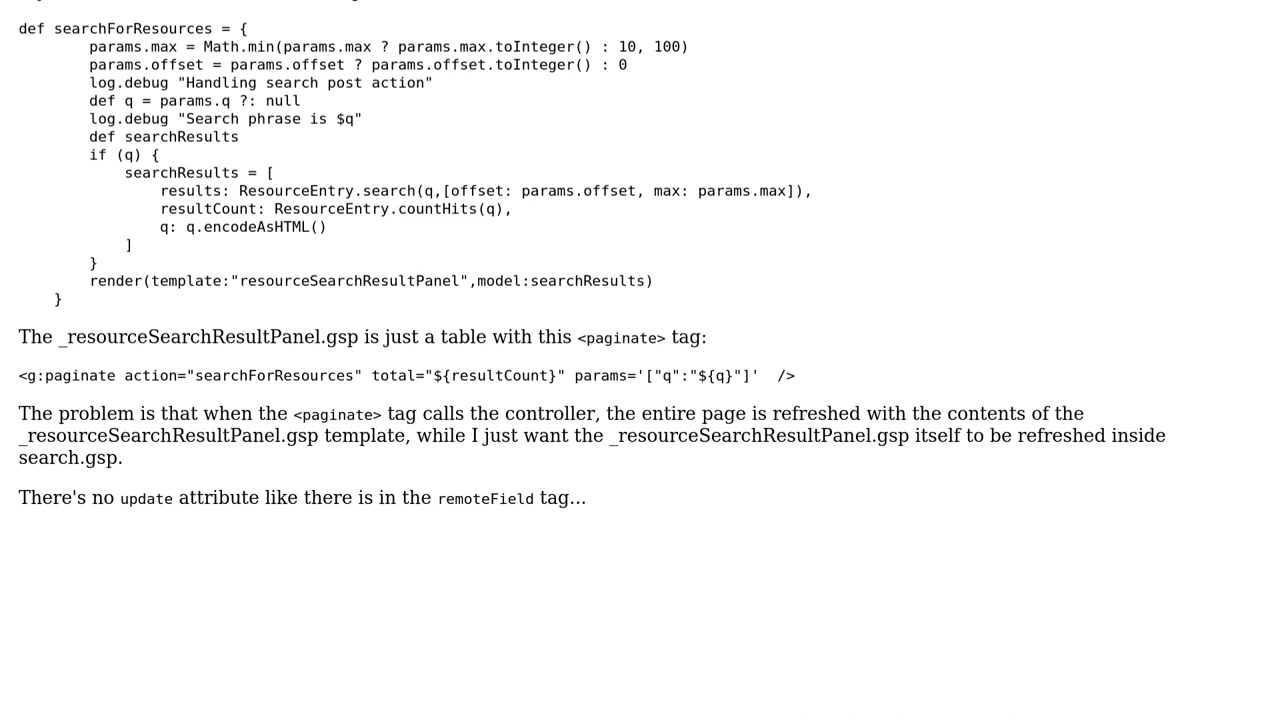 def searchForResources = {
        params.max = Math.min(params.max ? params.max.toInteger() : 10, 100)
        params.offset = params.offset ? params.offset.toInteger() : 0
        log.debug "Handling search post action"
        def q = params.q ?: null
        log.debug "Search phrase is $q"
        def searchResults
        if (q) {
            searchResults = [
                results: ResourceEntry.search(q,[offset: params.offset, max: params.max]),
                resultCount: ResourceEntry.countHits(q),
                q: q.encodeAsHTML()
            ]
        }
        render(template:"resourceSearchResultPanel",model:searchResults)
    }
The _resourceSearchResultPanel.gsp is just a table with this <paginate> tag:
<g:paginate action="searchForResources" total="${resultCount}" params='["q":"${q}"]'  />
The problem is that when the <paginate> tag calls the controller, the entire page is refreshed with the contents of the
_resourceSearchResultPanel.gsp template, while I just want the _resourceSearchResultPanel.gsp itself to be refreshed inside
search.gsp.
There's no update attribute like there is in the remoteField tag...